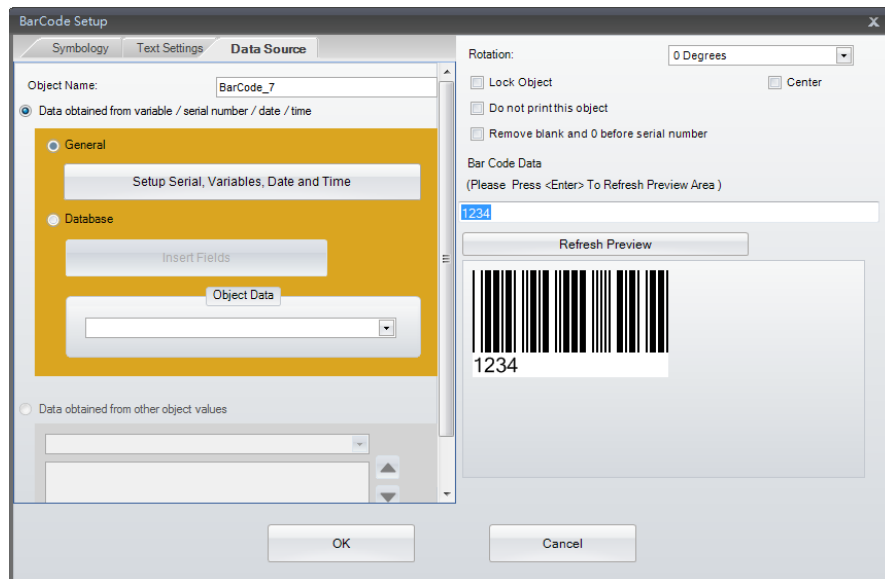 BarCode Setup
x
Symbology
Text Settings
Data Source
Object Name:
BarCode_7
Data obtained from variable / serial number / date / time
General
Setup Serial, Variables, Date and Time
Database
Insert Fields
Object Data
Data obtained from other object values
Rotation:
0 Degrees
Lock Object
Center
Do not print this object
Remove blank and 0 before serial number
Bar Code Data
(Please Press <Enter> To Refresh Preview Area )
1234
Refresh Preview
1234
OK
Cancel